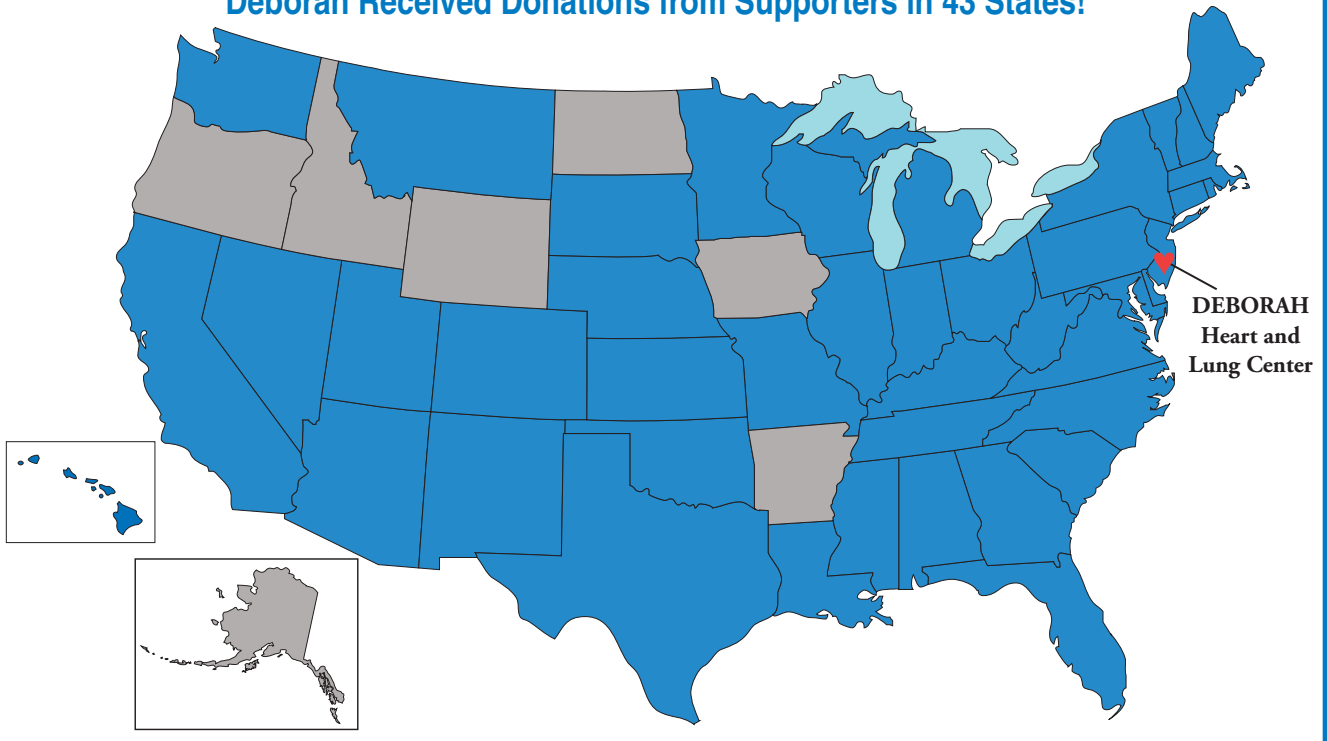 Deborah Received Donations from Supporters in 43 States!
DEBORAH
Heart and
Lung Center